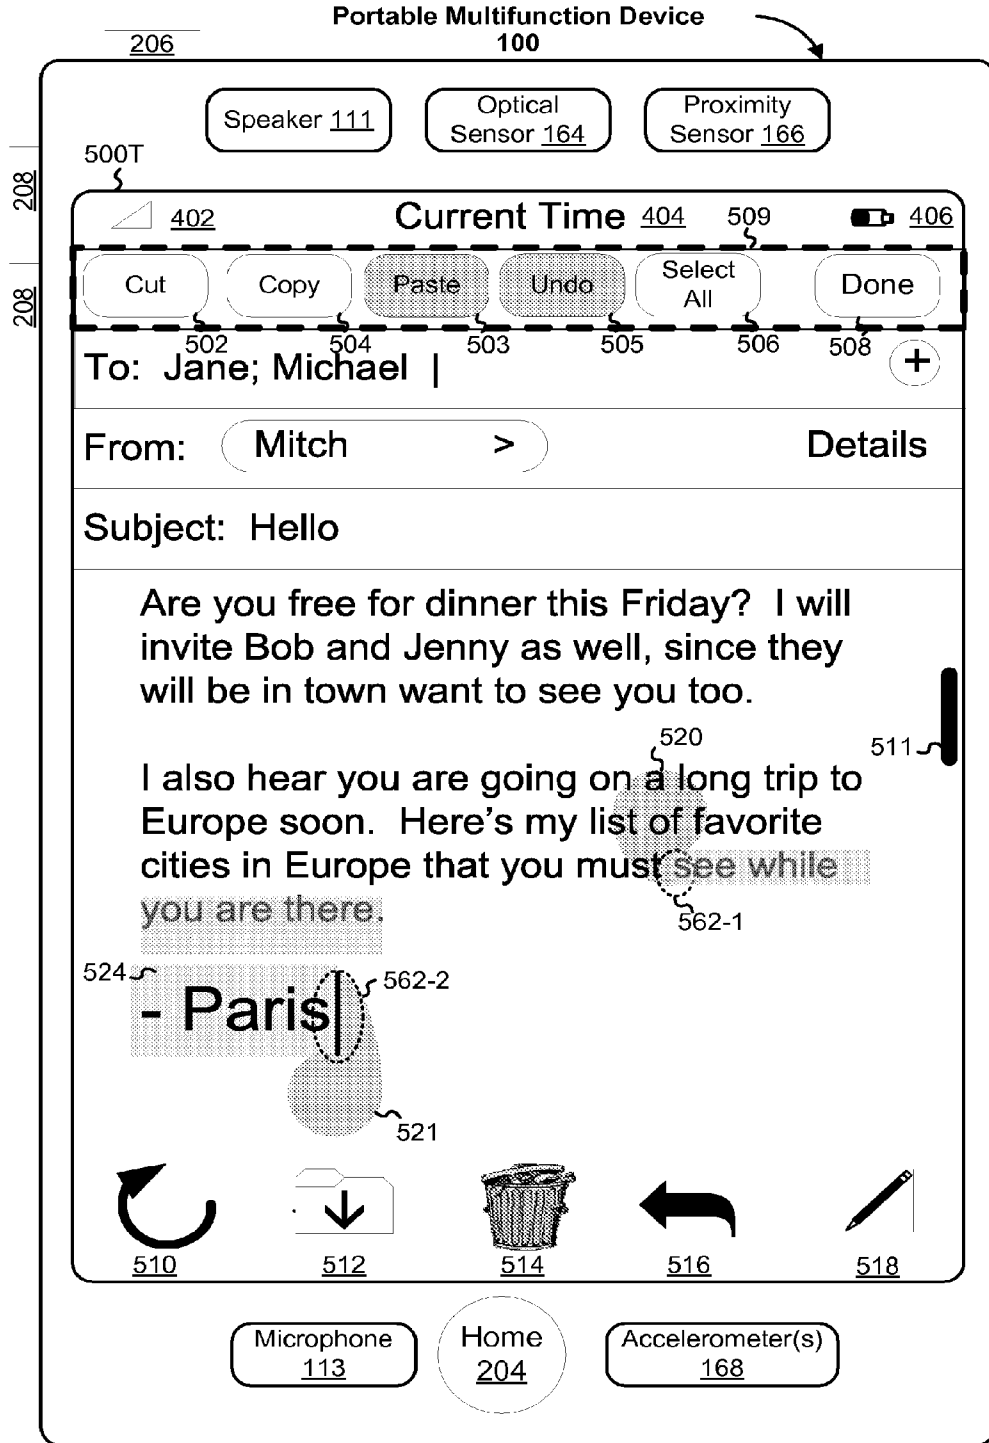 Portable Multifunction Device
100
206
Speaker 111
Optical
Sensor 164
Proximity
Sensor 166
208
208
500T
402
Current Time 404
509
406
Cut
Copy
Paste
Undo
Select
All
Done
502
504
503
505
506
508
To: Jane; Michael
+
From: Mitch > Details
Subject: Hello
Are you free for dinner this Friday? I will
invite Bob and Jenny as well, since they
will be in town want to see you too.
520
511
I also hear you are going on a long trip to
Europe soon. Here's my list of favorite
cities in Europe that you must see while
you are there.
562-1
524
562-2
- Paris
521
510
512
514
516
518
Microphone
113
Home
204
Accelerometer(s)
168